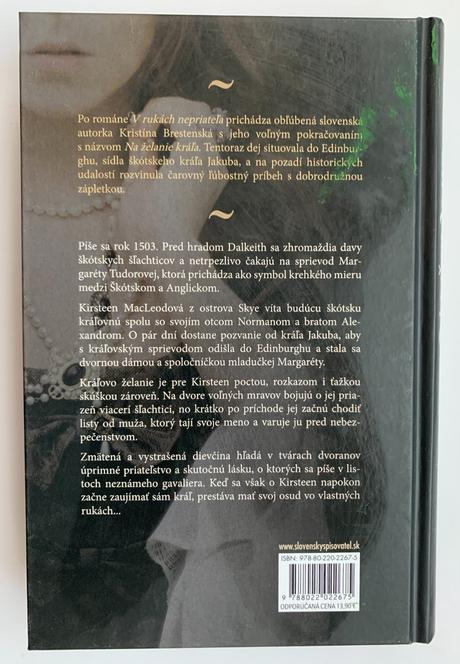 ~
Po románe V rukách nepriateľa prichádza obľúbená slovenská
autorka Kristína Brestenská s jeho voľným pokračovaním
s názvom Na želanie kráľa. Tentoraz dej situovala do Edinbur-
ghu, sídla škótskeho kráľa Jakuba, a na pozadí historických
udalostí rozvinula čarovný ľúbostný príbeh s dobrodružnou
zápletkou.
~
Píše sa rok 1503. Pred hradom Dalkeith sa zhromaždia davy
škótskych šľachticov a netrpezlivo čakajú na sprievod Mar-
garéty Tudorovej, ktorá prichádza ako symbol krehkého mieru
medzi Škótskom a Anglickom.
Kirsteen MacLeodová z ostrova Skye víta budúcu škótsku
kráľovnú spolu so svojím otcom Normanom a bratom Ale-
xandrom. O pár dní dostane pozvanie od kráľa Jakuba, aby
s kráľovským sprievodom odišla do Edinburghu a stala sa
dvornou dámou a spoločníčkou mladučkej Margaréty.
Kráľovo želanie je pre Kirsteen poctou, rozkazom i ťažkou
skúškou zároveň. Na dvore voľných mravov bojujú o jej pria-
zeň viacerí šľachtici, no krátko po príchode jej začnú chodiť
listy od muža, ktorý tají svoje meno a varuje ju pred nebez-
pečenstvom.
Zmätená a vystrašená dievčina hľadá v tvárach dvoranov
úprimné priateľstvo a skutočnú lásku, o ktorých sa píše v lis-
toch neznámeho gavaliera. Keď sa však o Kirsteen napokon
začne zaujímať sám kráľ, prestáva mať svoj osud vo vlastných
rukách...
www.slovenskyspisovatel.sk
ISBN: 978-80-220-2267-5
9 788022 022675
ODPORÚČANÁ CENA 13,90 €